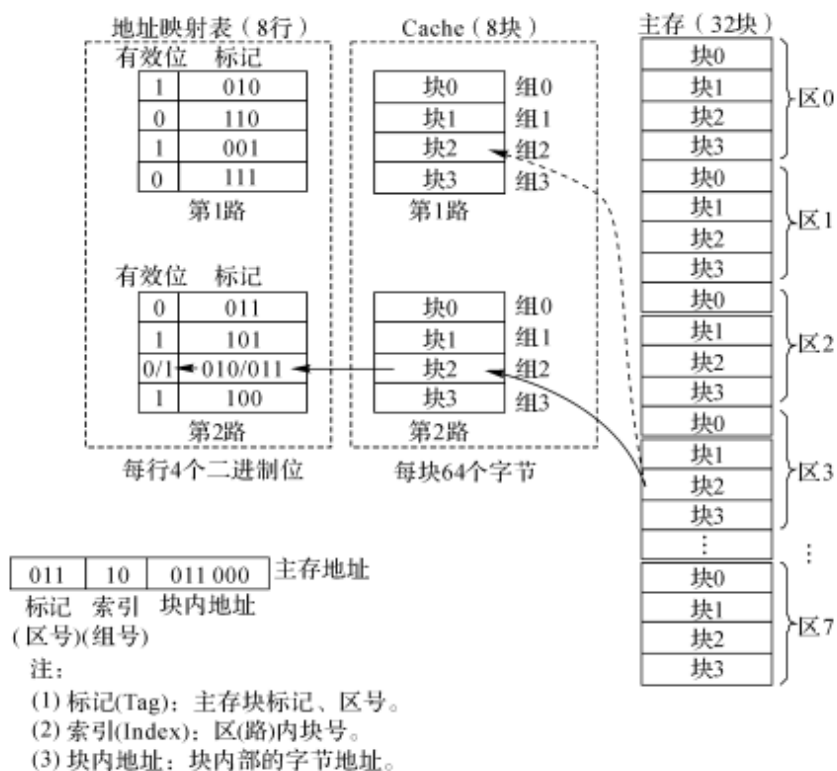 地址映射表（8行）
有效位 标记
1 010
0 110
1 001
0 111
第1路
有效位 标记
0 011
1 101
0/1 010/011
1 100
第2路
每行4个二进制位
Cache（8块）
块0 组0
块1 组1
块2 组2
块3 组3
第1路
块0 组0
块1 组1
块2 组2
块3 组3
第2路
每块64个字节
主存（32块）
块0
块1
块2
块3
区0
块0
块1
块2
块3
区1
块0
块1
块2
块3
区2
块0
块1
块2
块3
区3
⋮ ⋮
块0
块1
块2
块3
区7
011 10 011 000 主存地址
标记 索引 块内地址
(区号)(组号)
注：
(1) 标记(Tag)：主存块标记、区号。
(2) 索引(Index)：区(路)内块号。
(3) 块内地址：块内部的字节地址。